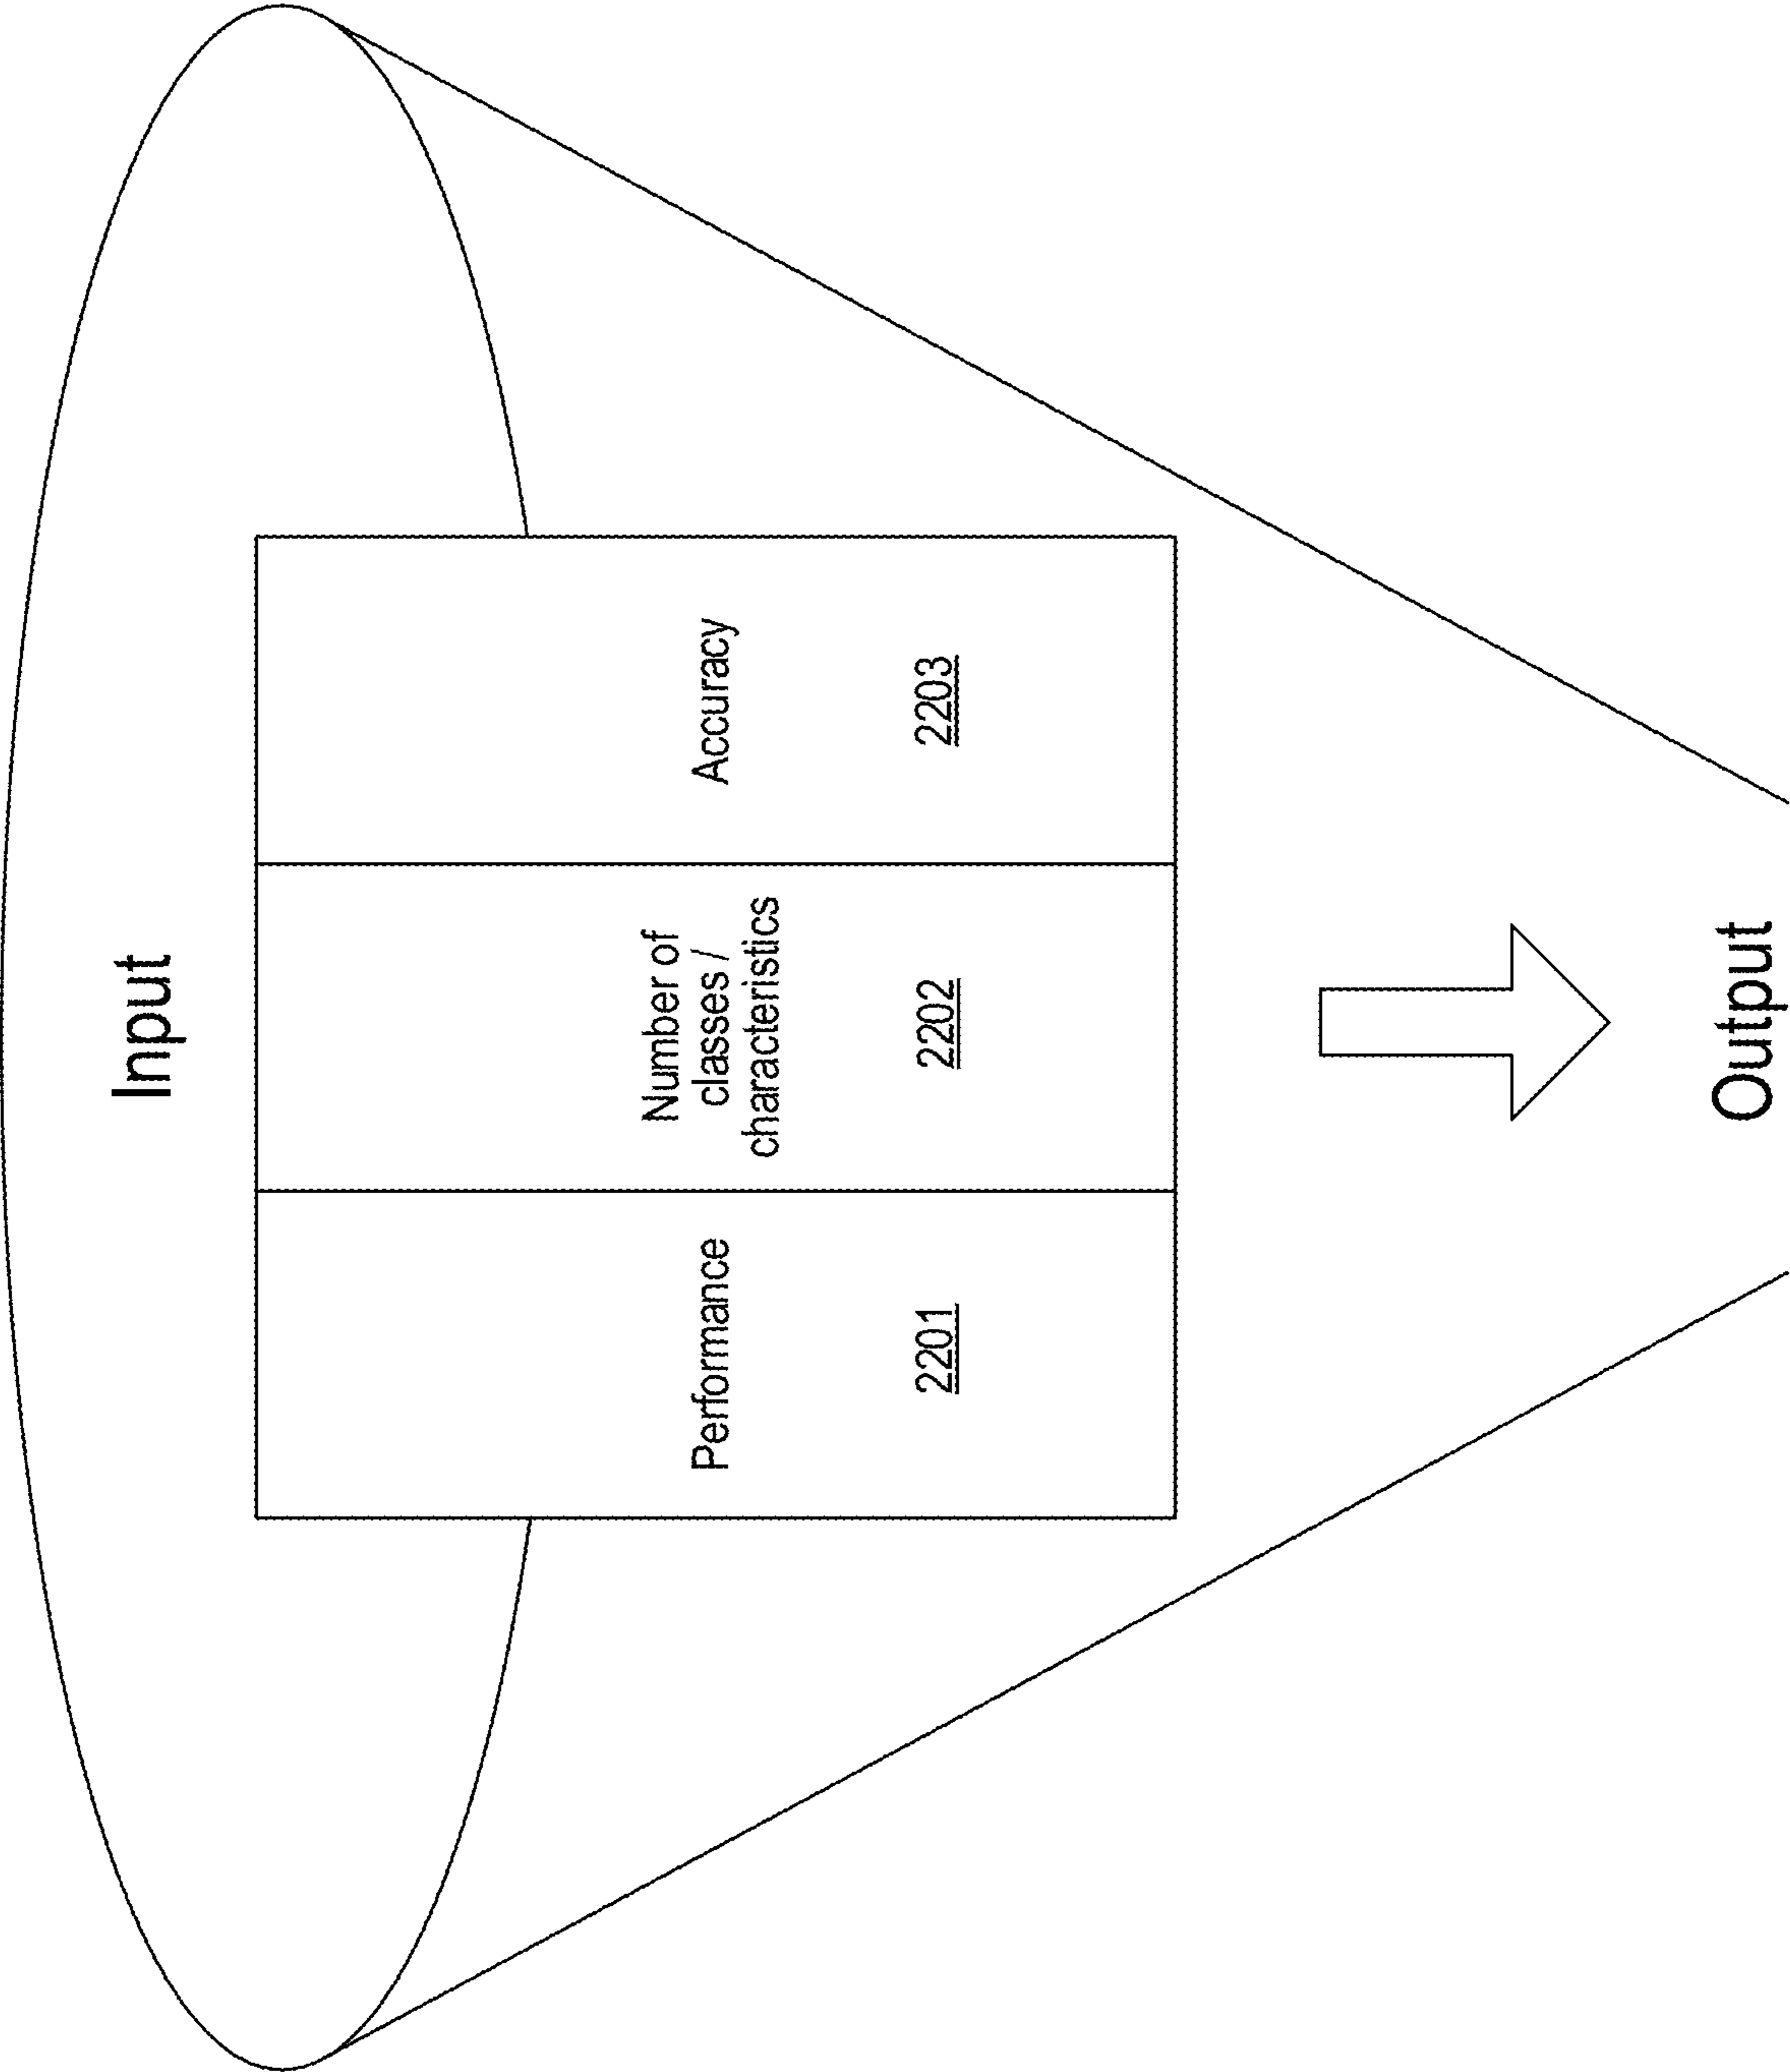 Input
Performance
2201
Number of
classes /
characteristics
2202
Accuracy
2203
Output